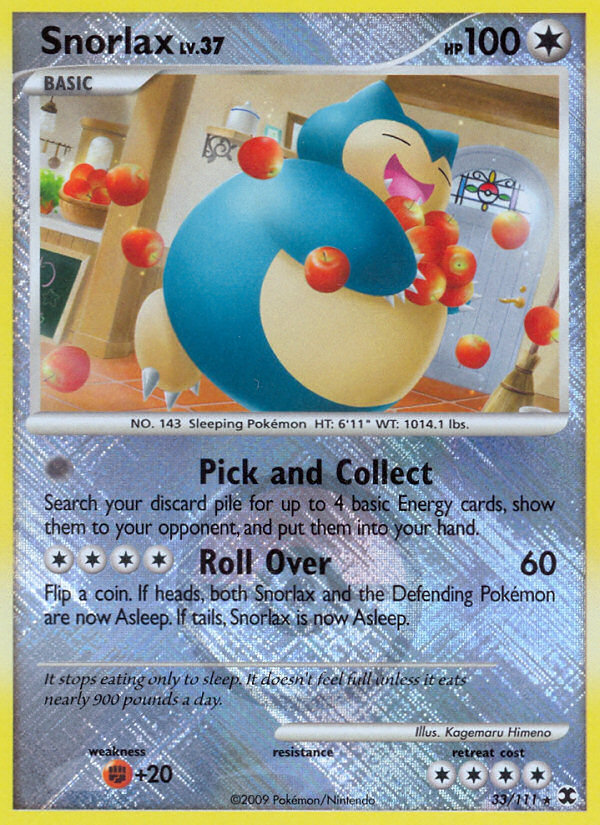 Snorlax LV.37
HP 100
BASIC
NO. 143 Sleeping Pokémon HT: 6'11" WT: 1014.1 lbs.
Pick and Collect
Search your discard pile for up to 4 basic Energy cards, show
them to your opponent, and put them into your hand.
Roll Over 60
Flip a coin. If heads, both Snorlax and the Defending Pokémon
are now Asleep. If tails, Snorlax is now Asleep.
It stops eating only to sleep. It doesn't feel full unless it eats
nearly 900 pounds a day.
Illus. Kagemaru Himeno
weakness resistance retreat cost
+20
©2009 Pokémon/Nintendo 33/111 ★